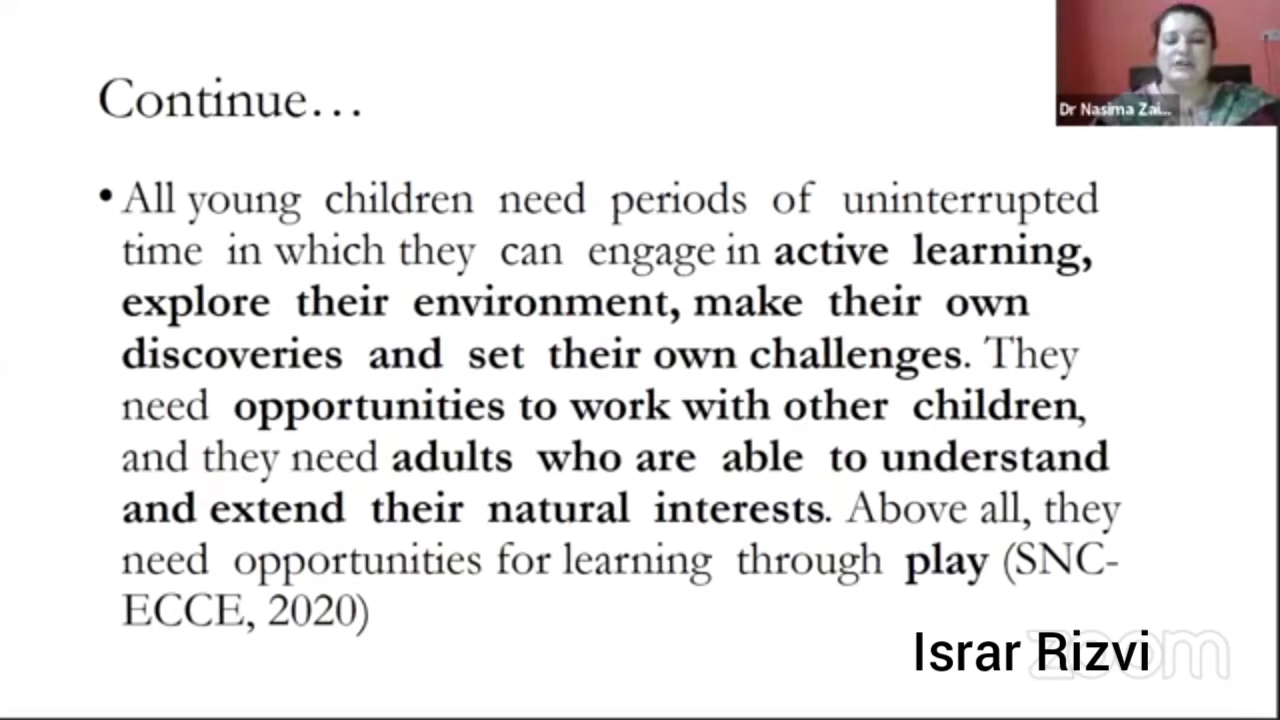 Continue…
Dr Nasima Zai...
• All young children need periods of uninterrupted
time in which they can engage in active learning,
explore their environment, make their own
discoveries and set their own challenges. They
need opportunities to work with other children,
and they need adults who are able to understand
and extend their natural interests. Above all, they
need opportunities for learning through play (SNC-
ECCE, 2020)
Israr Rizvi
zoom